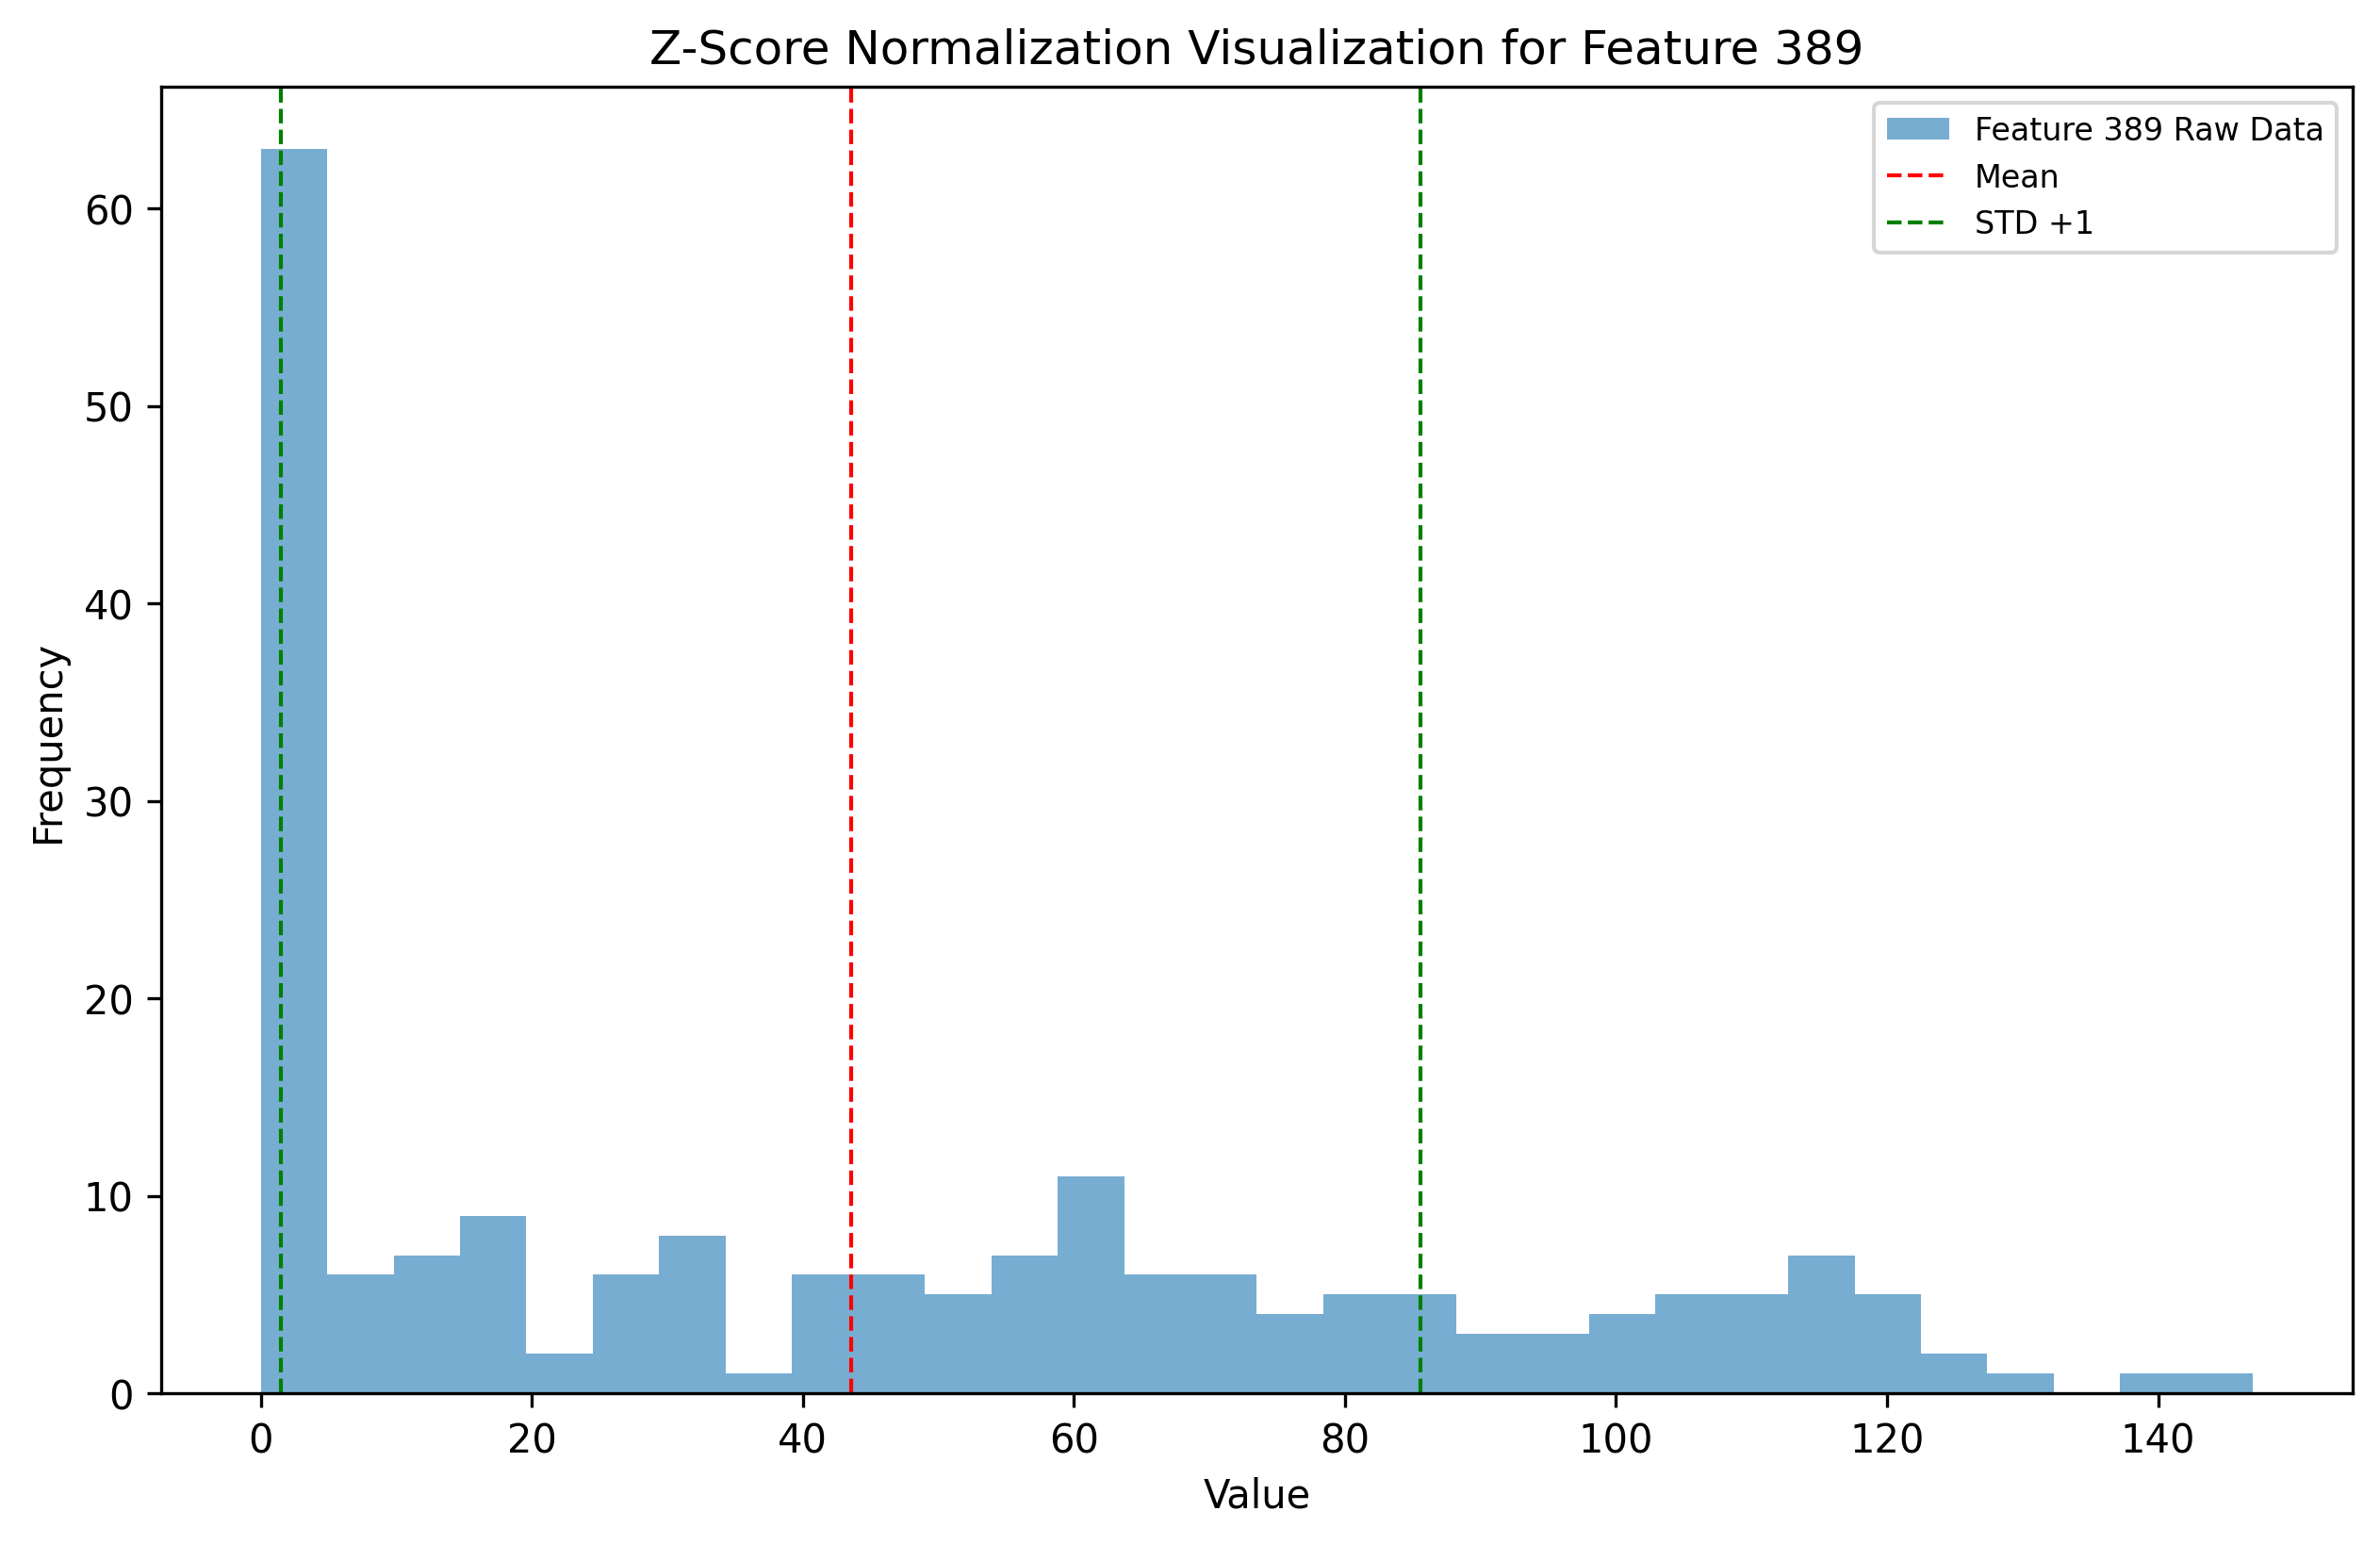 Z-Score Normalization Visualization for Feature 389
Feature 389 Raw Data
Mean
STD +1
Frequency
60
50
40
30
20
10
0
0 20 40 60 80 100 120 140
Value